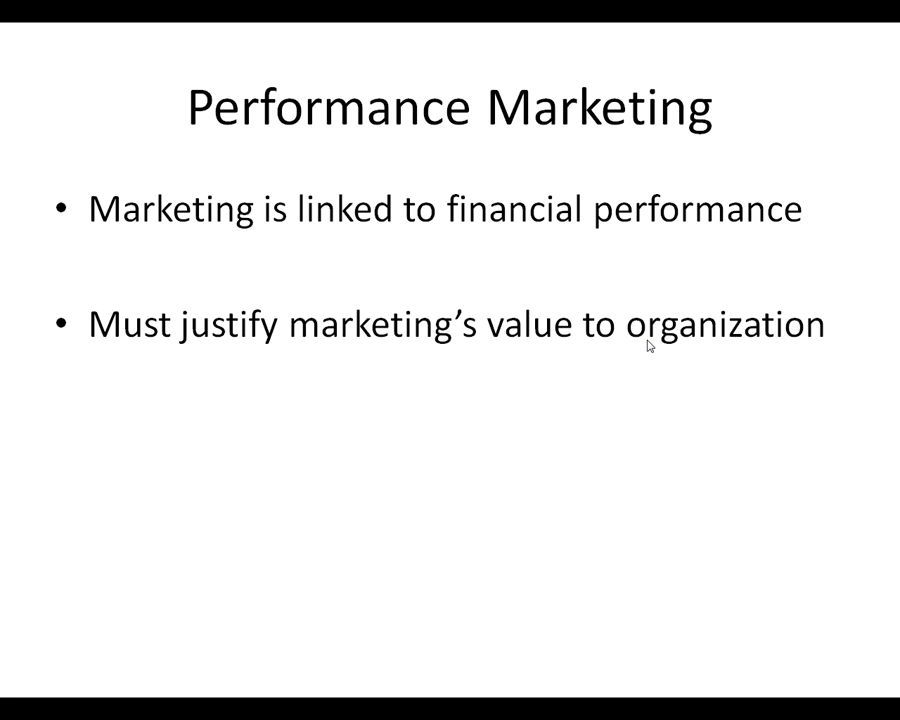 Performance Marketing
• Marketing is linked to financial performance
• Must justify marketing’s value to organization